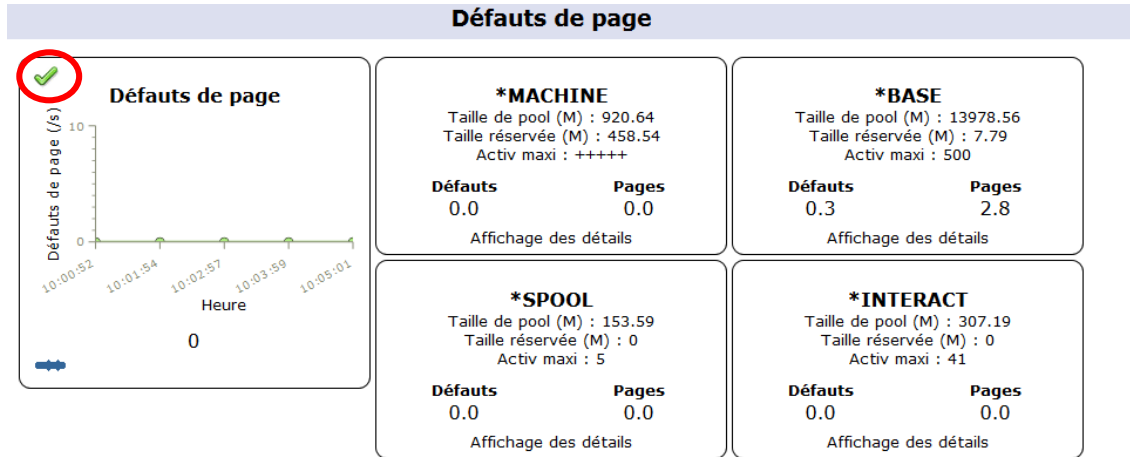 Défauts de page
Défauts de page
Défauts de page (/s)
10
0
10:00:52
10:01:54
10:02:57
10:03:59
10:05:01
Heure
0
*MACHINE
Taille de pool (M) : 920.64
Taille réservée (M) : 458.54
Activ maxi : +++++
Défauts Pages
0.0 0.0
Affichage des détails
*BASE
Taille de pool (M) : 13978.56
Taille réservée (M) : 7.79
Activ maxi : 500
Défauts Pages
0.3 2.8
Affichage des détails
*SPOOL
Taille de pool (M) : 153.59
Taille réservée (M) : 0
Activ maxi : 5
Défauts Pages
0.0 0.0
Affichage des détails
*INTERACT
Taille de pool (M) : 307.19
Taille réservée (M) : 0
Activ maxi : 41
Défauts Pages
0.0 0.0
Affichage des détails